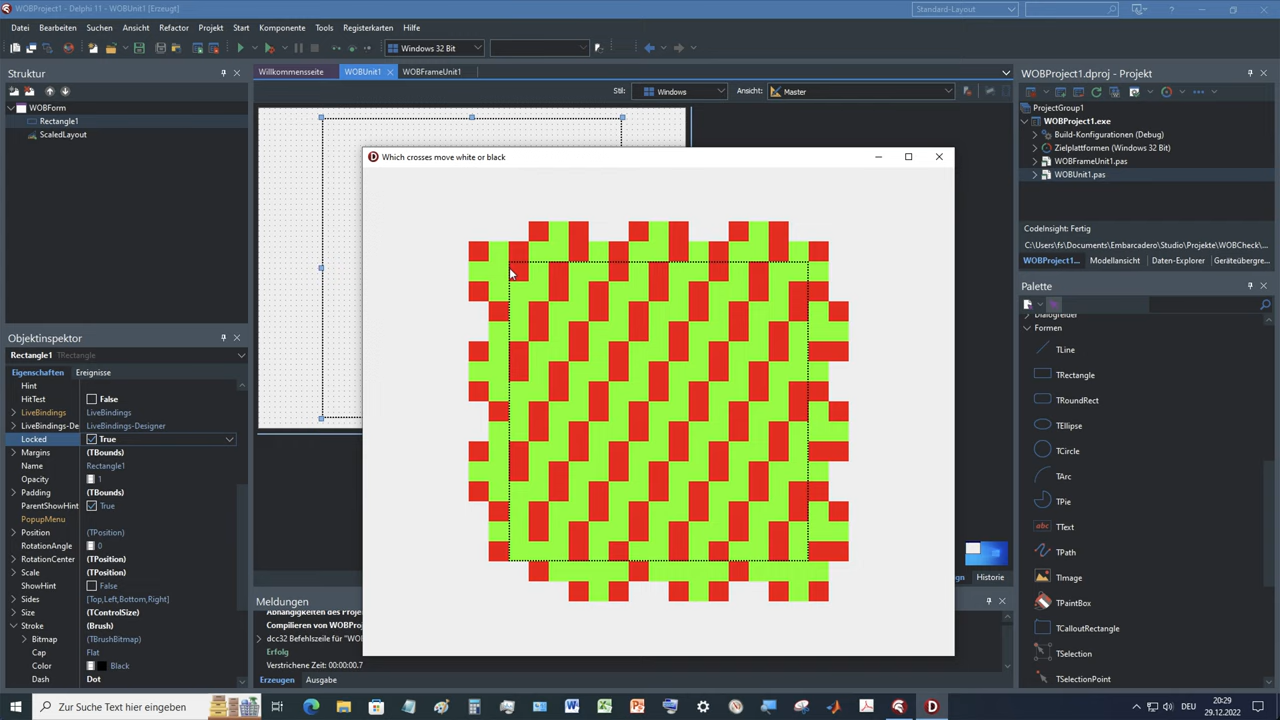 WOBProject1 - Delphi 11 - WOBUnit1 [Erzeugt]
Standard-Layout
Datei Bearbeiten Suchen Ansicht Refactor Projekt Start Komponente Tools Registerkarten Hilfe
Windows 32 Bit
Struktur
WOBForm
Rectangle1
ScaledLayout
Willkommensseite WOBUnit1 WOBFrameUnit1
Stil: Windows Ansicht: Master
Which crosses move white or black
WOBProject1.dproj - Projekt
ProjectGroup1
WOBProject1.exe
Build-Konfigurationen (Debug)
Zielplattformen (Windows 32 Bit)
WOBFrameUnit1.pas
WOBUnit1.pas
CodeInsight: Fertig
C:\Users\fs\Documents\Embarcadero\Studio\Projekte\WOBCheck\
WOBProject1... Modellansicht Daten-Explorer Geräteübersicht...
Palette
Dialogfelder
Formen
TLine
TRectangle
TRoundRect
TEllipse
TCircle
TArc
TPie
abc TText
TPath
TImage
TPaintBox
TCalloutRectangle
TSelection
TSelectionPoint
Objektinspektor
Rectangle1 TRectangle
Eigenschaften Ereignisse
Hint
HitTest False
LiveBindings LiveBindings
LiveBindings-De LiveBindings-Designer
Locked True
Margins (TBounds)
Name Rectangle1
Opacity 1
Padding (TBounds)
ParentShowHint True
PopupMenu
Position (TPosition)
RotationAngle 0
RotationCenter (TPosition)
Scale (TPosition)
ShowHint False
Sides [Top,Left,Bottom,Right]
Size (TControlSize)
Stroke (Brush)
Bitmap (TBrushBitmap)
Cap Flat
Color Black
Dash Dot
Historie
Meldungen
Abhängigkeiten des Proje
Compilieren von WOBProject
dcc32 Befehlszeile für "WO
Erfolg
Verstrichene Zeit: 00:00:00.7
Erzeugen Ausgabe
Zur Suche Text hier eingeben
DEU
20:29
29.12.2022